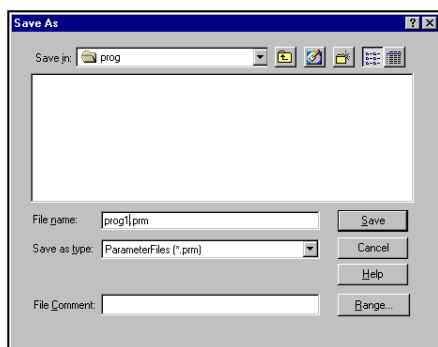 Save As
Save in: prog
File name: prog1.prm Save
Save as type: ParameterFiles (*.prm) Cancel
Help
File Comment: Range...